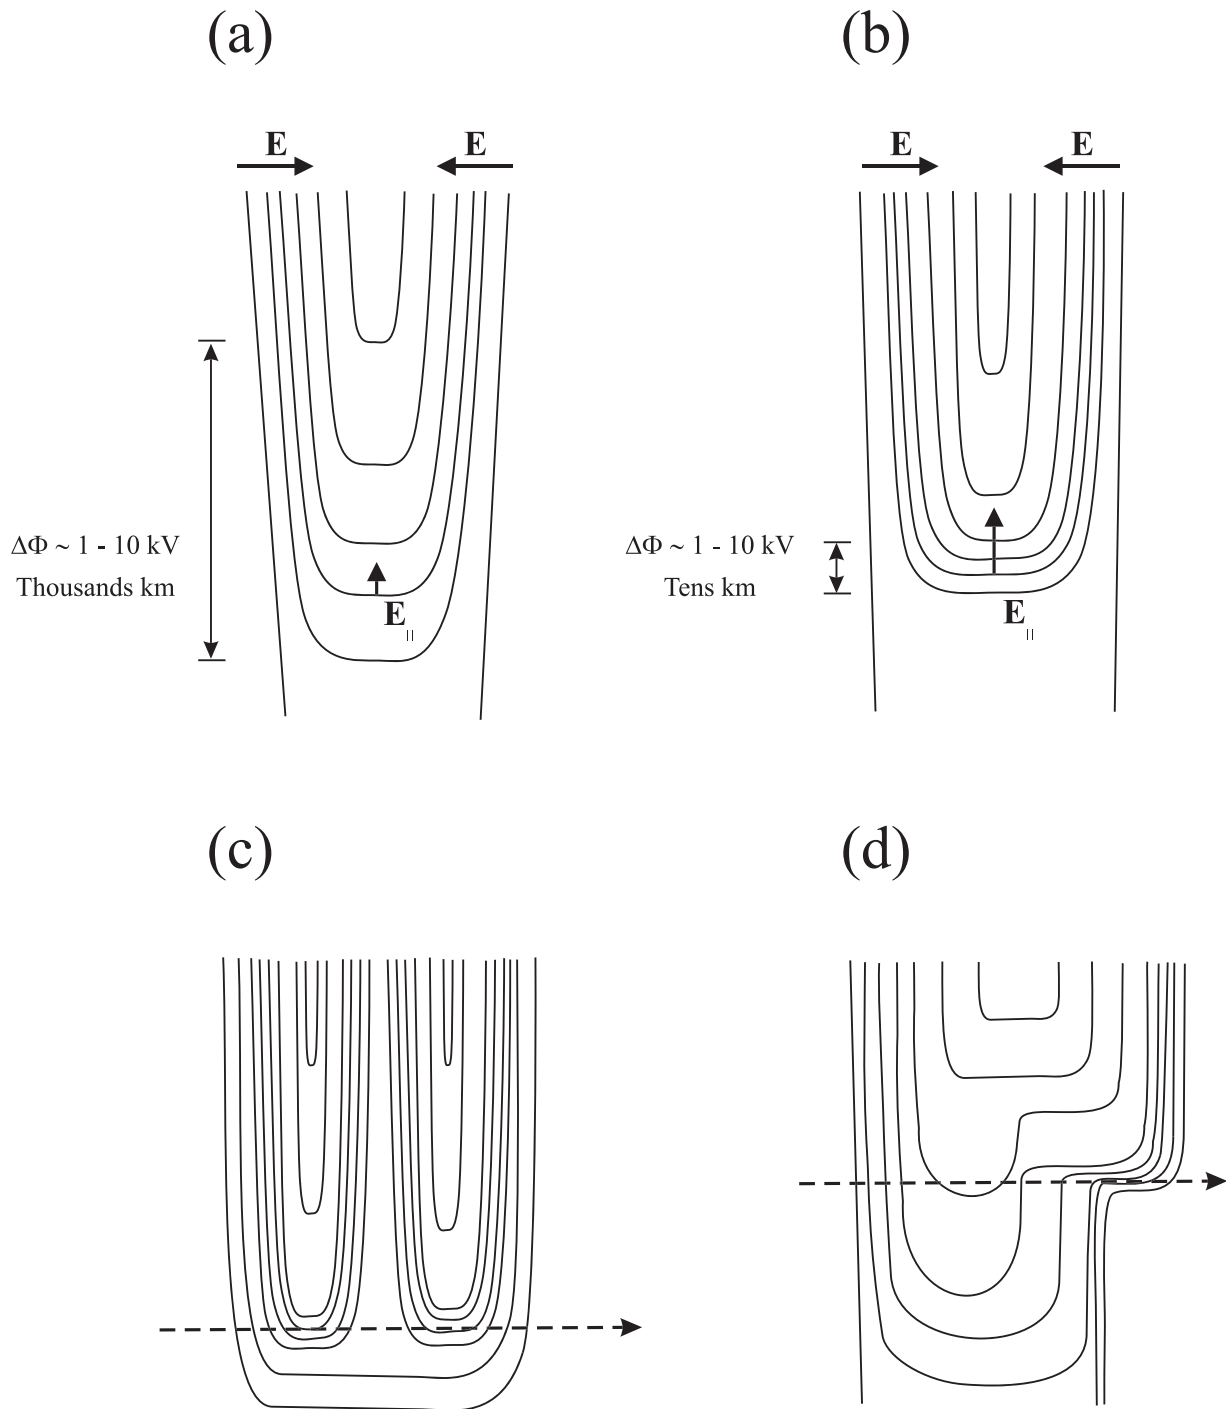 (a)
(b)
E
E
E
E
ΔΦ ~ 1 - 10 kV
Thousands km
E||
ΔΦ ~ 1 - 10 kV
Tens km
E||
(c)
(d)